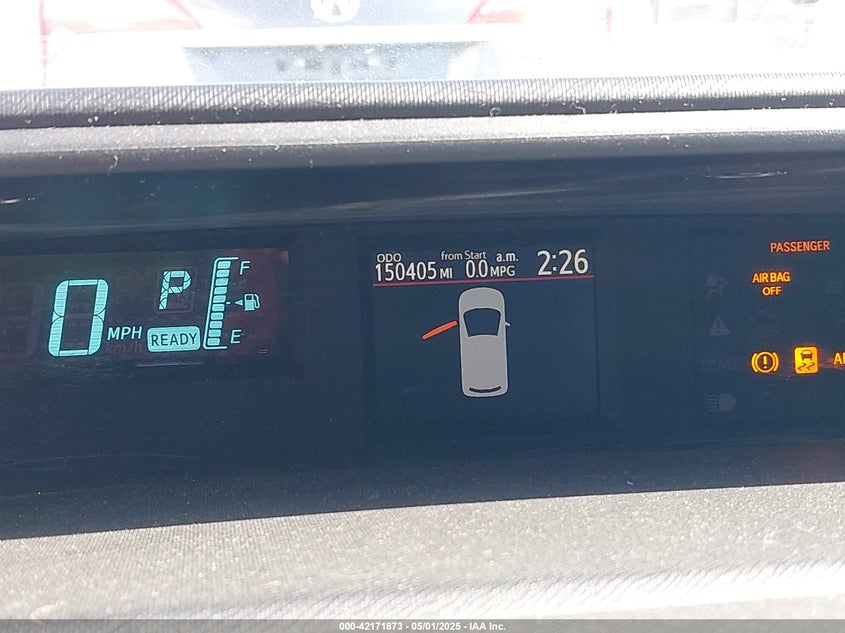 0 MPH P READY F E
ODO from Start a.m.
150405 MI 0.0 MPG 2:26
PASSENGER
AIR BAG
OFF
000-42171873 - 05/01/2025 - IAA Inc.